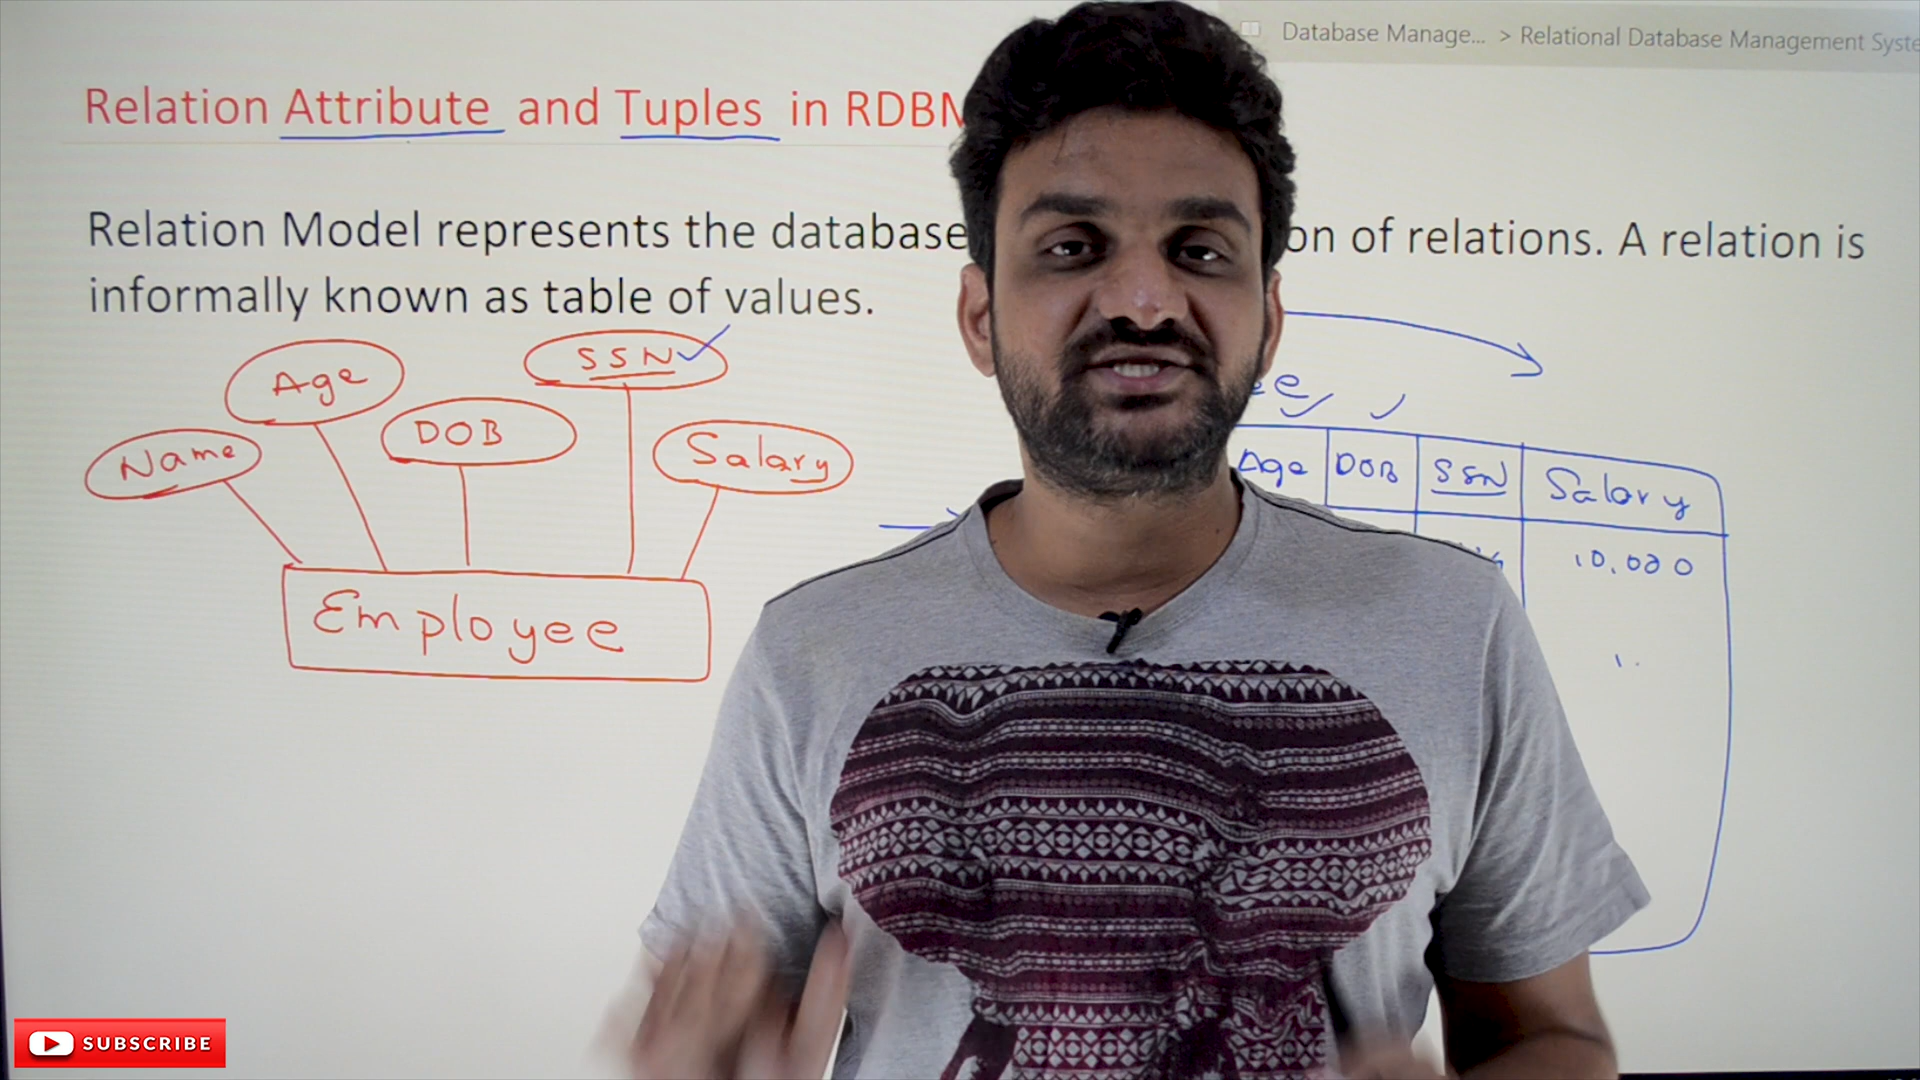 Database Manage... > Relational Database Management Syste
Relation Attribute and Tuples in RDBM
Relation Model represents the database on of relations. A relation is
informally known as table of values.
Name
Age
DOB
SSN
Salary
Employee
Age DOB SSN Salary
10,000
SUBSCRIBE